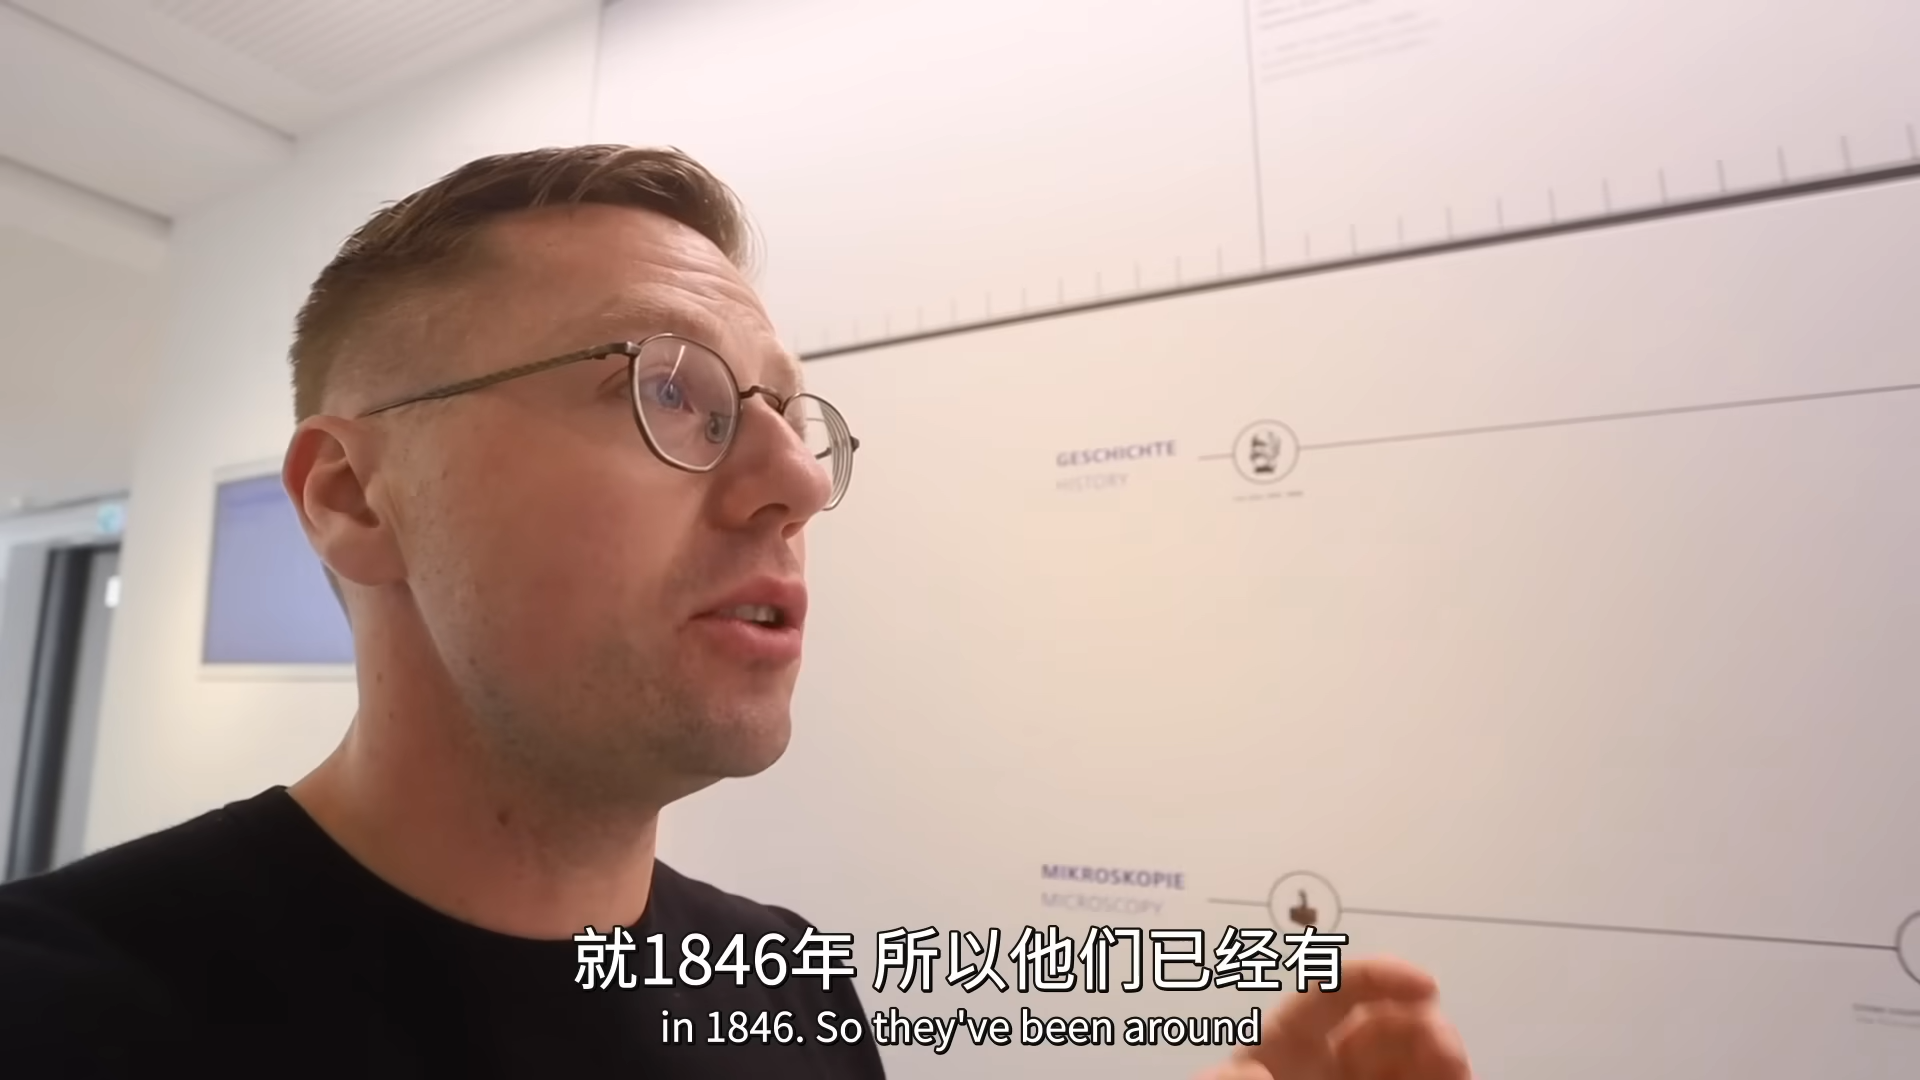 GESCHICHTE
HISTORY
MIKROSKOPIE
MICROSCOPY
就1846年 所以他们已经有
in 1846. So they've been around